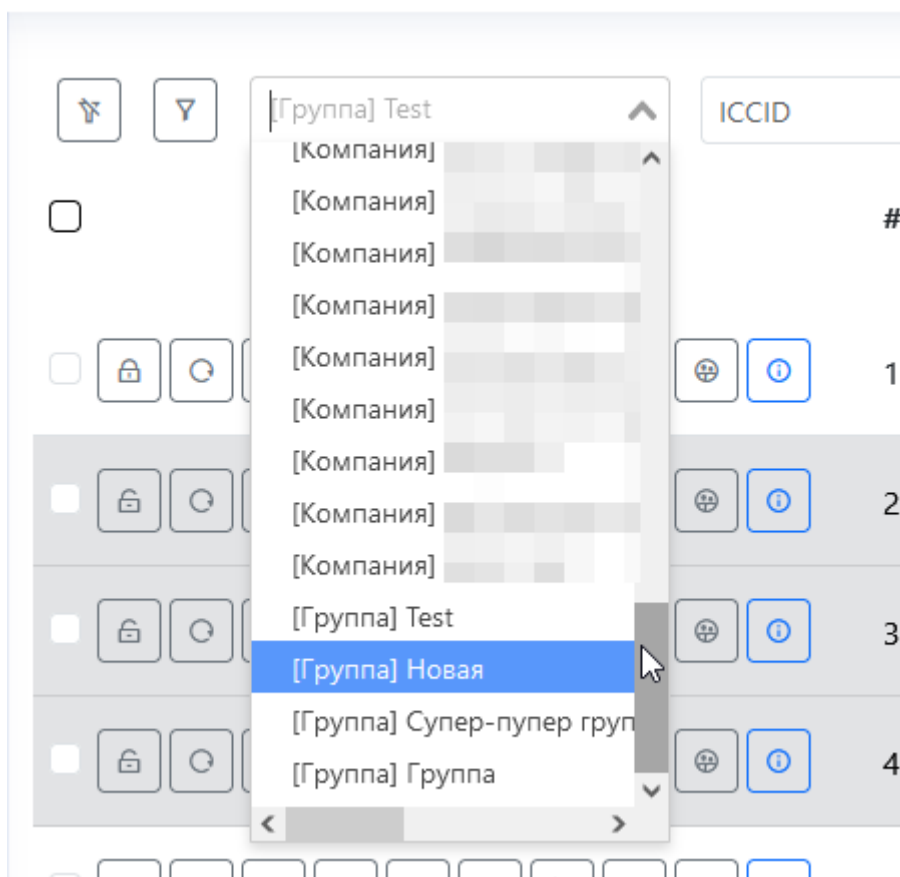 [Группа] Test
ICCID
[Компания]
[Компания]
#
[Компания]
[Компания]
[Компания]
1
[Компания]
[Компания]
[Компания]
2
[Компания]
[Группа] Test
3
[Группа] Новая
[Группа] Супер-пупер груп
[Группа] Группа
4